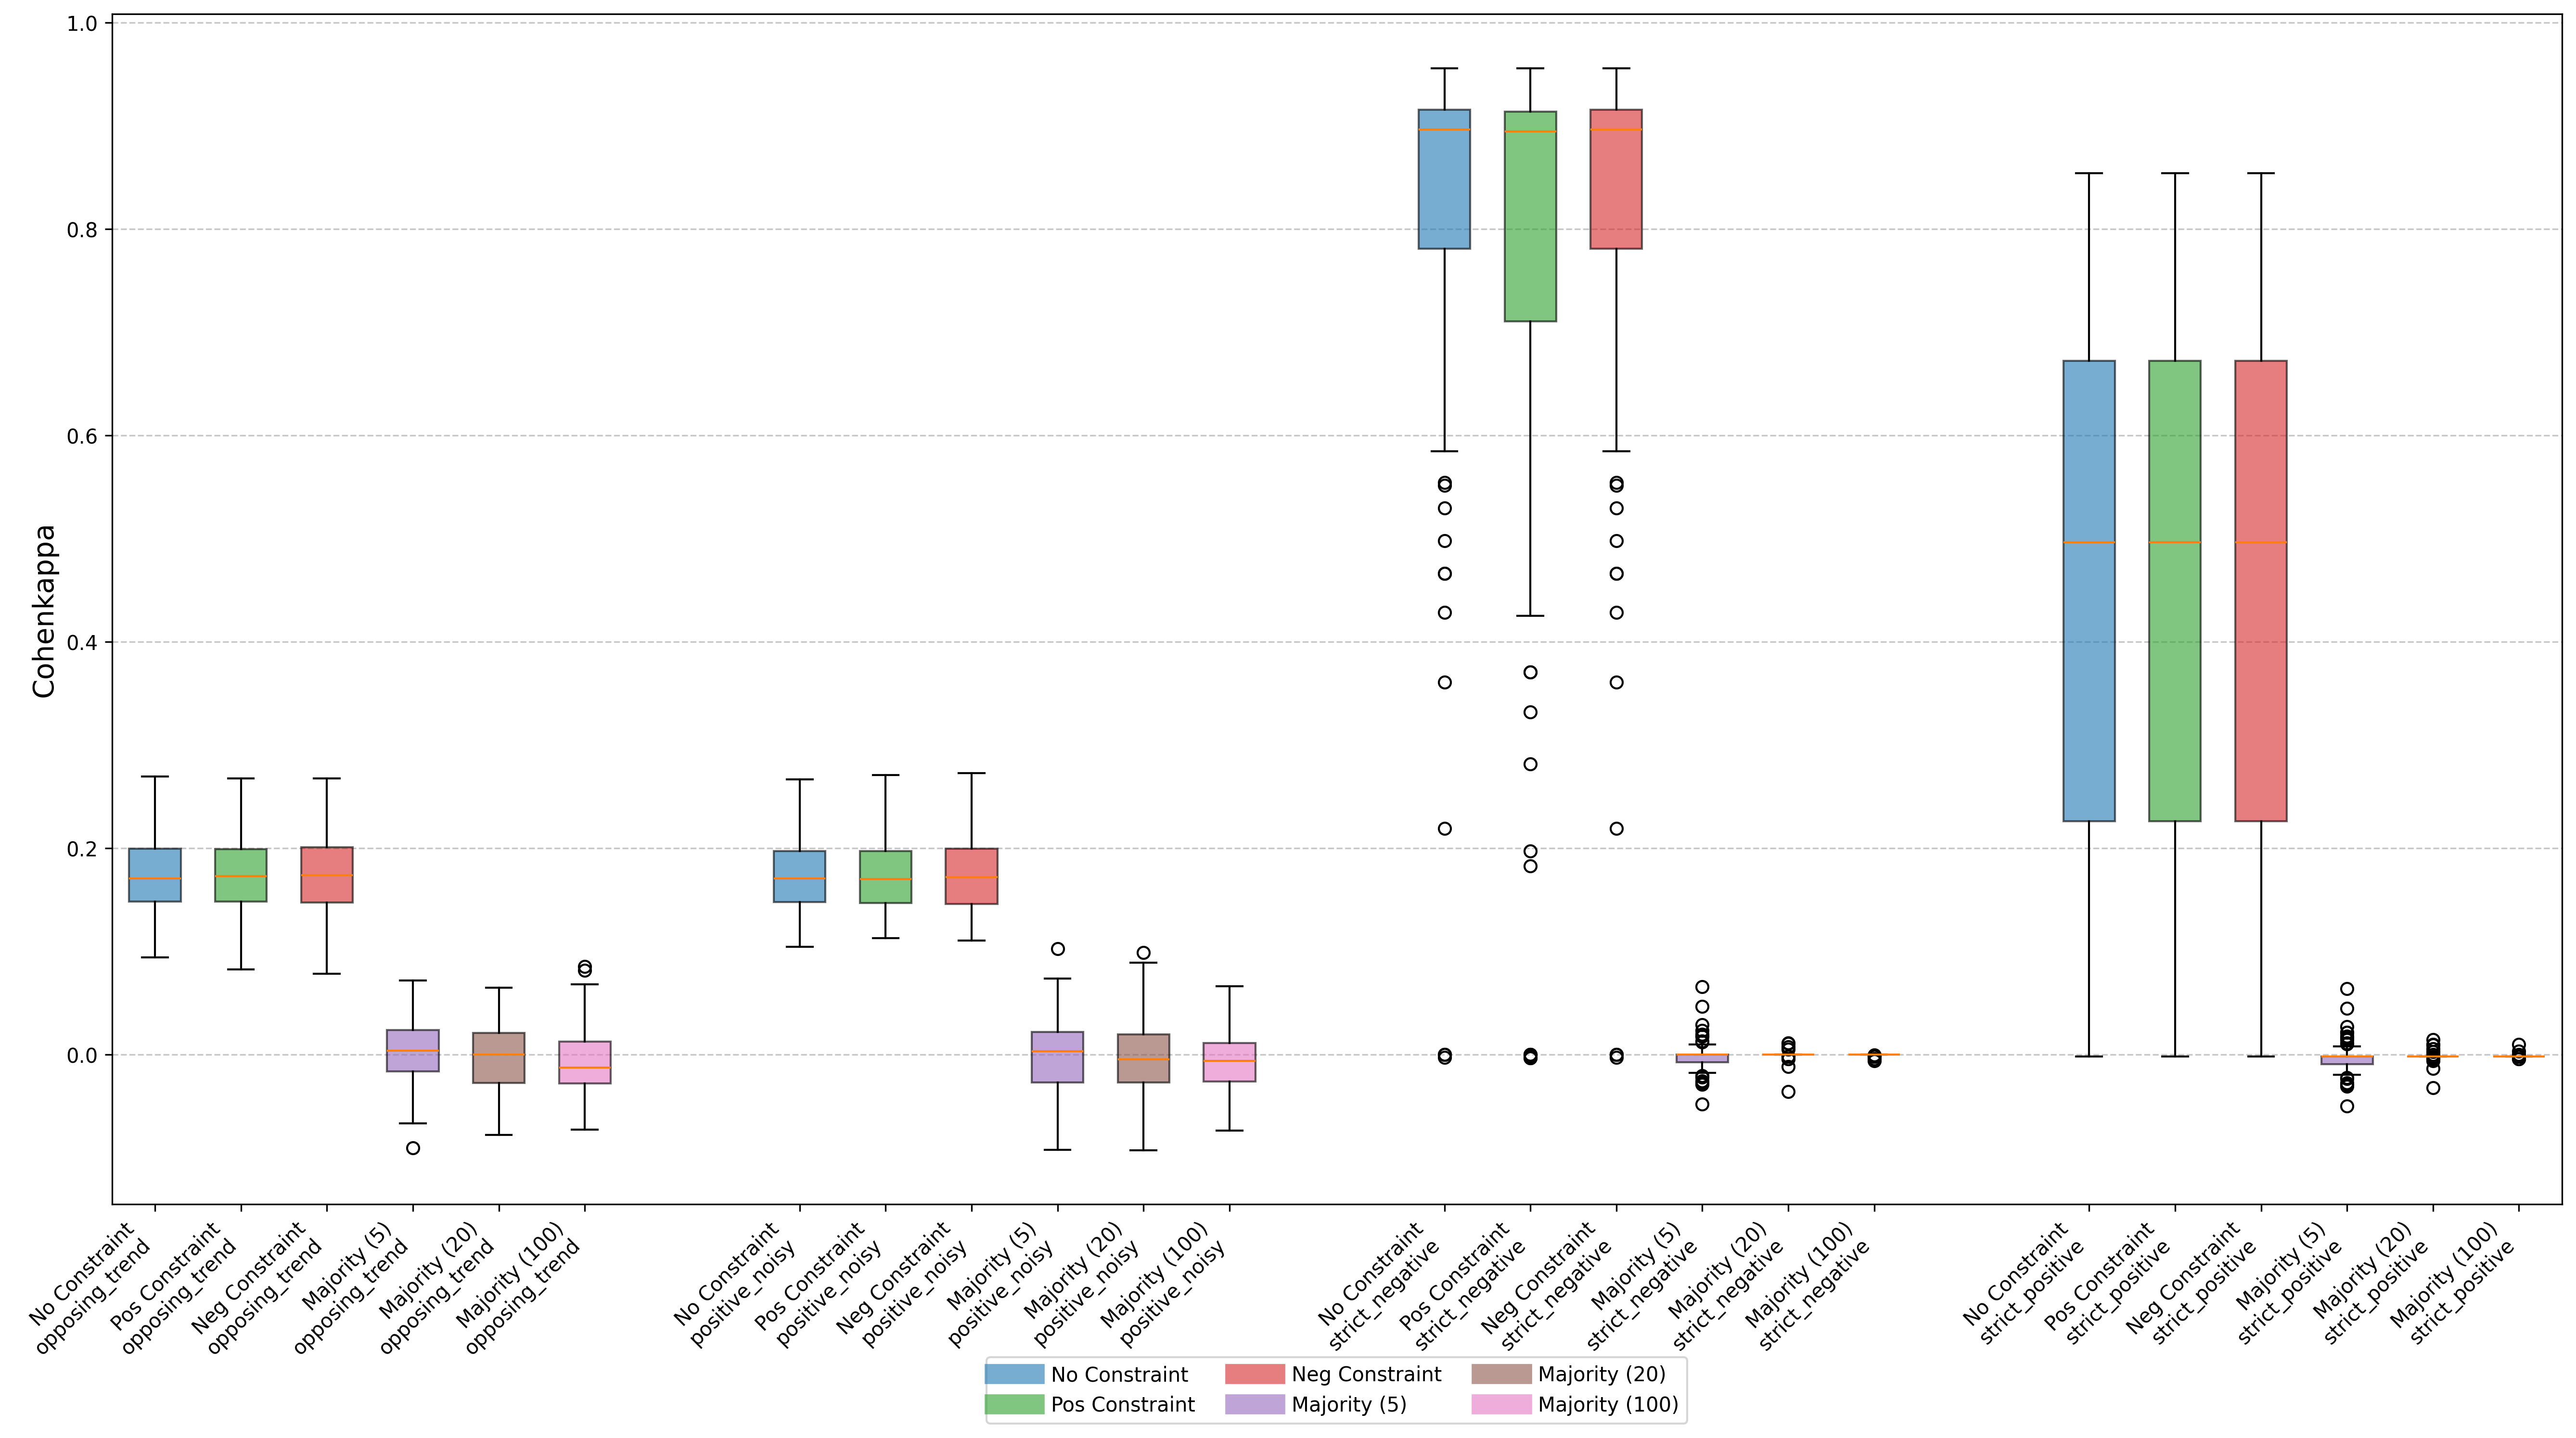 Cohenkappa
1.0
0.8
0.6
0.4
0.2
0.0
No Constraint
opposing_trend
Pos Constraint
opposing_trend
Neg Constraint
opposing_trend
Majority (5)
opposing_trend
Majority (20)
opposing_trend
Majority (100)
opposing_trend
No Constraint
positive_noisy
Pos Constraint
positive_noisy
Neg Constraint
positive_noisy
Majority (5)
positive_noisy
Majority (20)
positive_noisy
Majority (100)
positive_noisy
No Constraint
strict_negative
Pos Constraint
strict_negative
Neg Constraint
strict_negative
Majority (5)
strict_negative
Majority (20)
strict_negative
Majority (100)
strict_negative
No Constraint
strict_positive
Pos Constraint
strict_positive
Neg Constraint
strict_positive
Majority (5)
strict_positive
Majority (20)
strict_positive
Majority (100)
strict_positive
No Constraint
Pos Constraint
Neg Constraint
Majority (5)
Majority (20)
Majority (100)